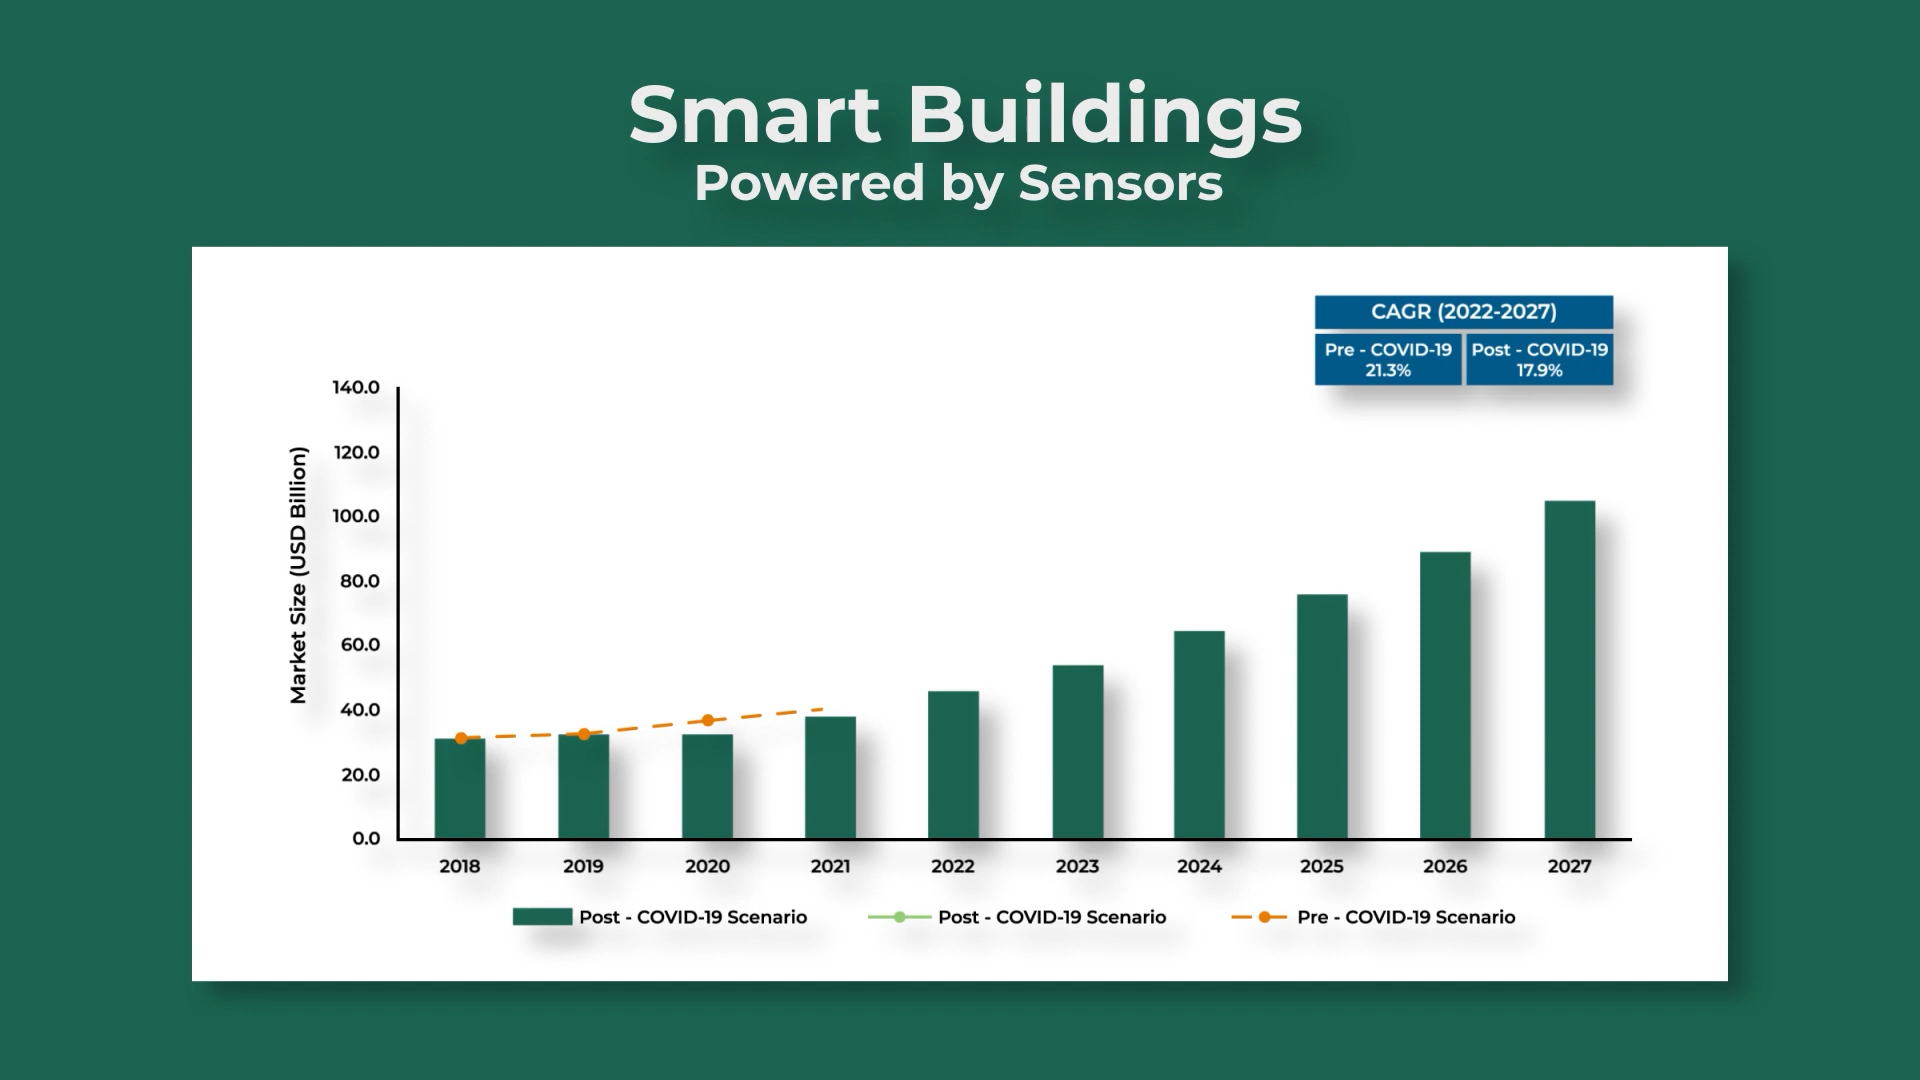 Smart Buildings
Powered by Sensors
CAGR (2022-2027)
Pre - COVID-19
21.3%
Post - COVID-19
17.9%
Market Size (USD Billion)
140.0
120.0
100.0
80.0
60.0
40.0
20.0
0.0
2018
2019
2020
2021
2022
2023
2024
2025
2026
2027
Post - COVID-19 Scenario
Post - COVID-19 Scenario
Pre - COVID-19 Scenario